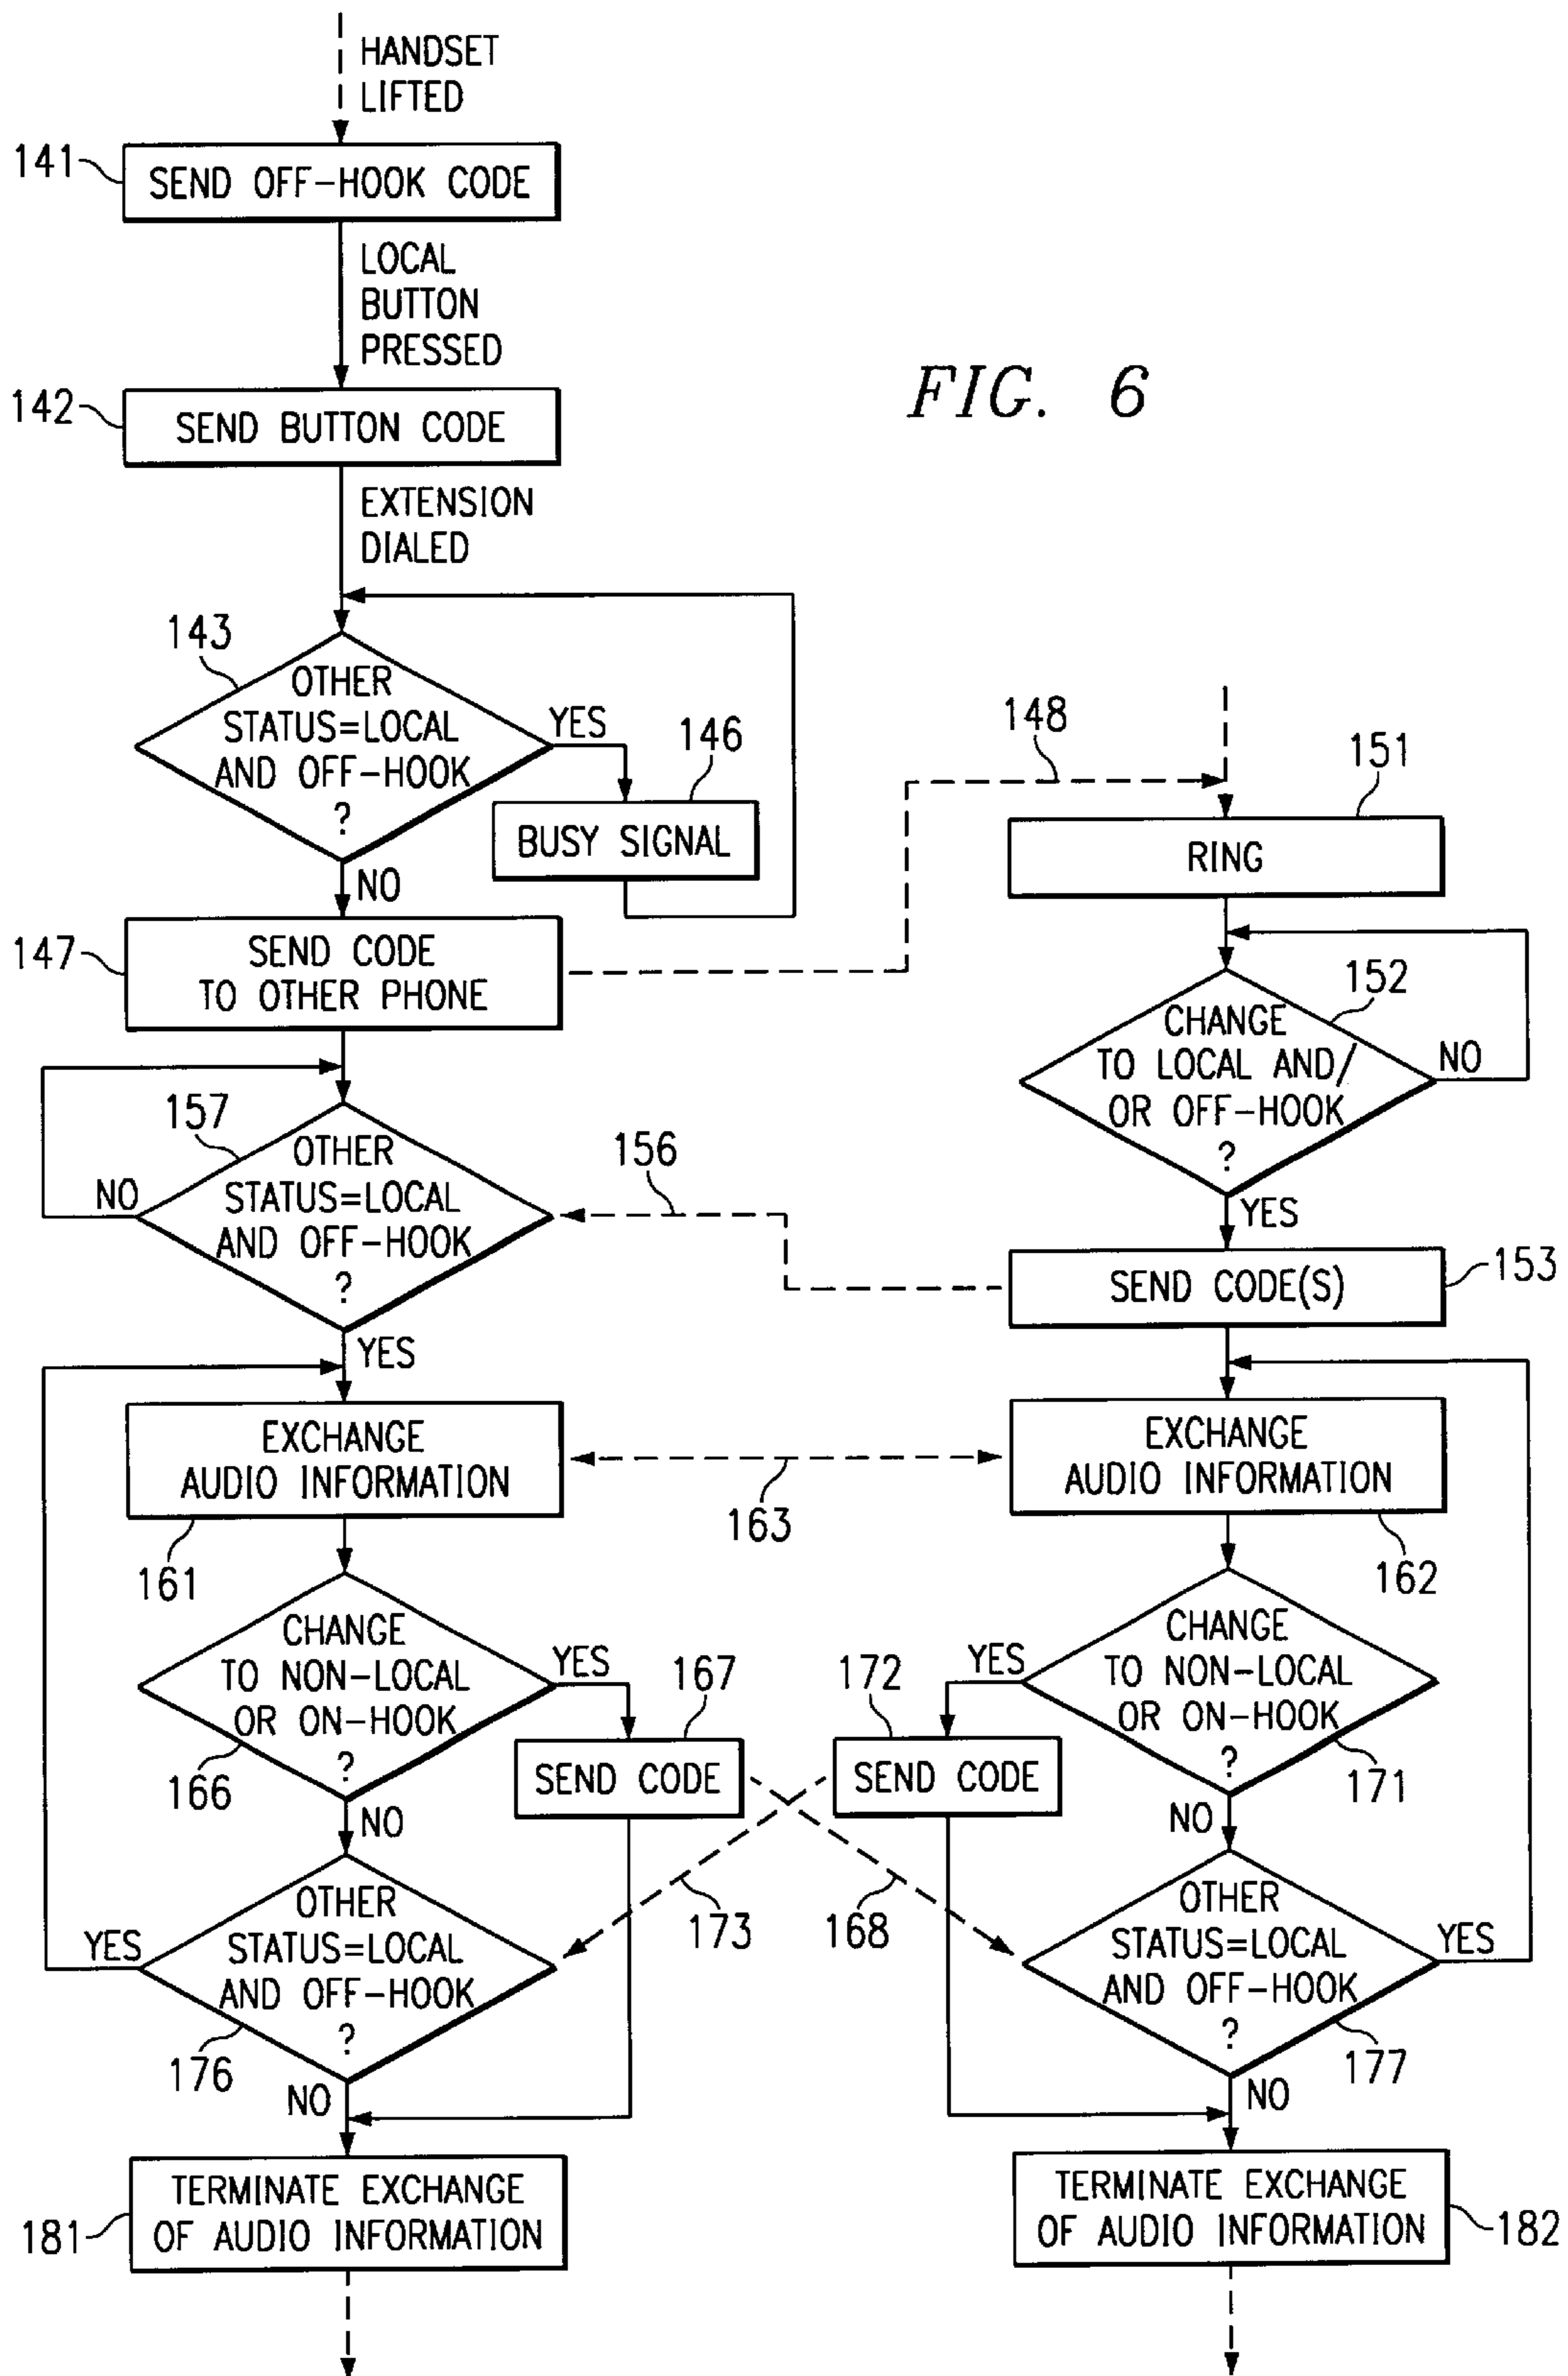 HANDSET
LIFTED
141
SEND OFF-HOOK CODE
LOCAL
BUTTON
PRESSED
142
SEND BUTTON CODE
FIG. 6
EXTENSION
DIALED
143
OTHER
STATUS=LOCAL
AND OFF-HOOK
?
YES
146
BUSY SIGNAL
NO
147
SEND CODE
TO OTHER PHONE
148
151
RING
152
CHANGE
TO LOCAL AND/
OR OFF-HOOK
?
NO
YES
157
OTHER
STATUS=LOCAL
AND OFF-HOOK
?
NO
YES
156
SEND CODE(S)
153
EXCHANGE
AUDIO INFORMATION
161
163
EXCHANGE
AUDIO INFORMATION
162
CHANGE
TO NON-LOCAL
OR ON-HOOK
?
166
YES
167
SEND CODE
NO
172
SEND CODE
YES
CHANGE
TO NON-LOCAL
OR ON-HOOK
?
171
NO
173
168
OTHER
STATUS=LOCAL
AND OFF-HOOK
?
YES
176
NO
OTHER
STATUS=LOCAL
AND OFF-HOOK
?
YES
177
NO
181
TERMINATE EXCHANGE
OF AUDIO INFORMATION
TERMINATE EXCHANGE
OF AUDIO INFORMATION
182